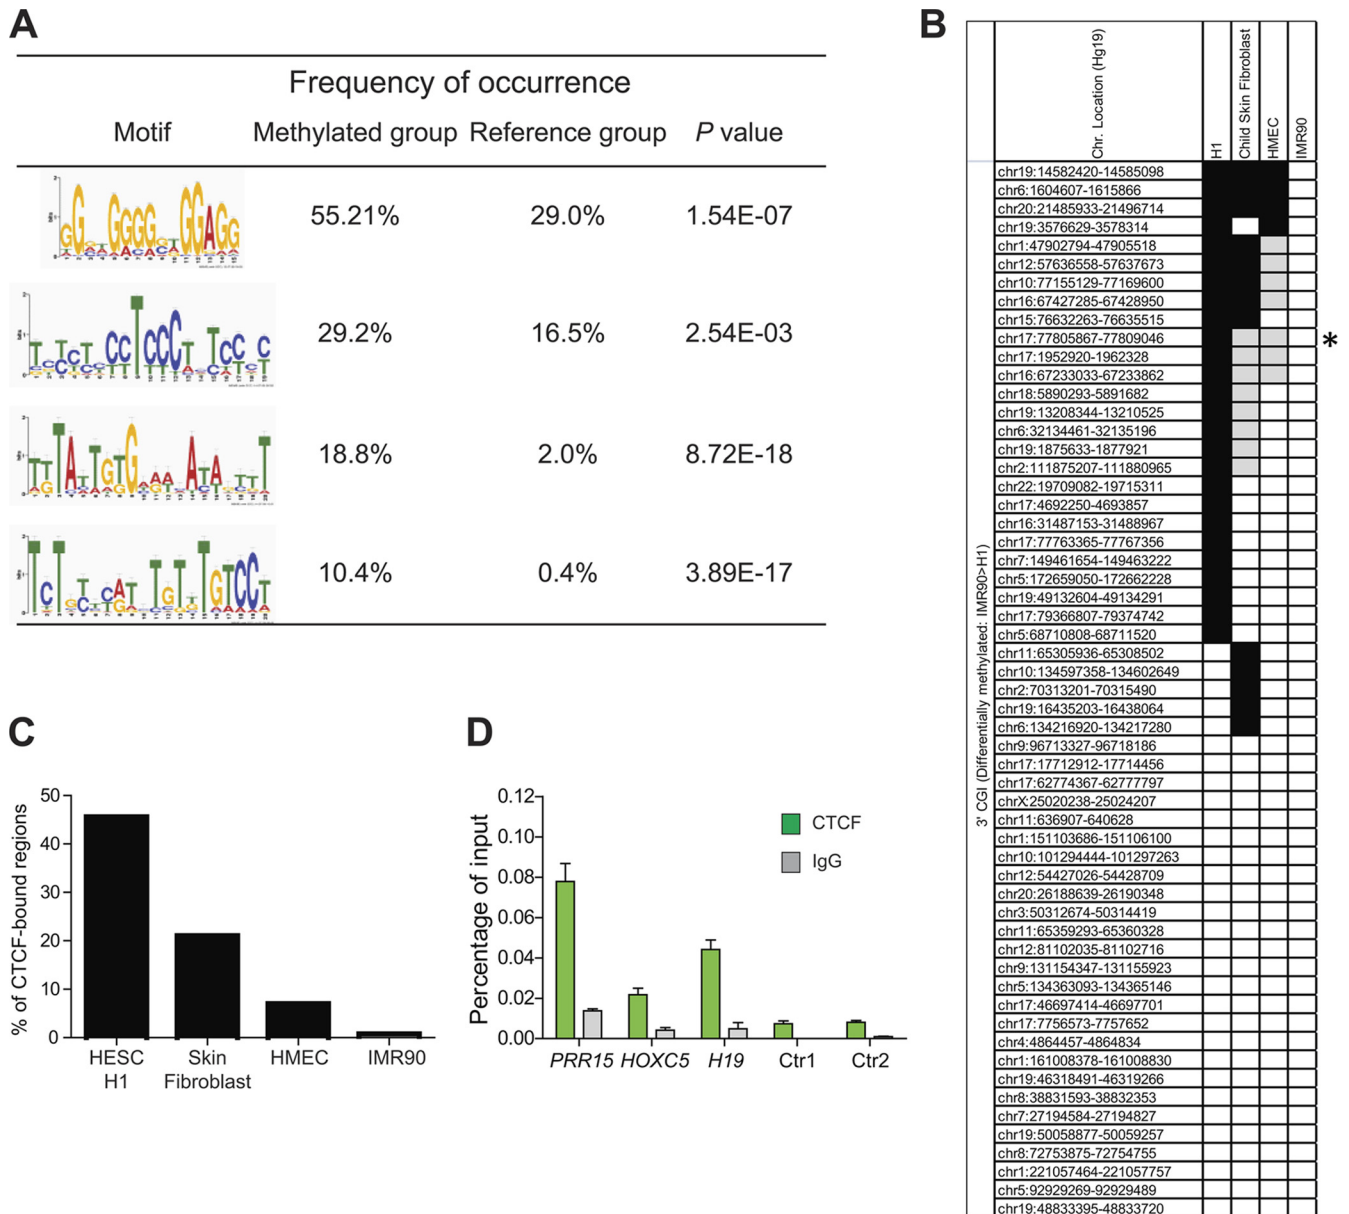 A
Frequency of occurrence
Motif Methylated group Reference group P value
55.21% 29.0% 1.54E-07
29.2% 16.5% 2.54E-03
18.8% 2.0% 8.72E-18
10.4% 0.4% 3.89E-17
B
Chr. Location (Hg19)
H1
Child Skin Fibroblast
HMEC
IMR90
3' CGI (Differentially methylated: IMR90>H1)
chr19:14582420-14585098
chr6:1604607-1615866
chr20:21485933-21496714
chr19:3576629-3578314
chr1:47902794-47905518
chr12:57636558-57637673
chr10:77155129-77169600
chr16:67427285-67428950
chr15:76632263-76635515
chr17:77805867-77809046 *
chr17:1952920-1962328
chr16:67233033-67233862
chr18:5890293-5891682
chr19:13208344-13210525
chr6:32134461-32135196
chr19:1875633-1877921
chr2:111875207-111880965
chr22:19709082-19715311
chr17:4692250-4693857
chr16:31487153-31488967
chr17:77763365-77767356
chr7:149461654-149463222
chr5:172659050-172662228
chr19:49132604-49134291
chr17:79366807-79374742
chr5:68710808-68711520
chr11:65305936-65308502
chr10:134597358-134602649
chr2:70313201-70315490
chr19:16435203-16438064
chr6:134216920-134217280
chr9:96713327-96718186
chr17:17712912-17714456
chr17:62774367-62777797
chrX:25020238-25024207
chr11:636907-640628
chr1:151103686-151106100
chr10:101294444-101297263
chr12:54427026-54428709
chr20:26188639-26190348
chr3:50312674-50314419
chr11:65359293-65360328
chr12:81102035-81102716
chr9:131154347-131155923
chr5:134363093-134365146
chr17:46697414-46697701
chr17:7756573-7757652
chr4:4864457-4864834
chr1:161008378-161008830
chr19:46318491-46319266
chr8:38831593-38832353
chr7:27194584-27194827
chr19:50058877-50059257
chr8:72753875-72754755
chr1:221057464-221057757
chr5:92929269-92929489
chr19:48833395-48833720
C
% of CTCF-bound regions
50
40
30
20
10
0
HESC H1
Skin Fibroblast
HMEC
IMR90
D
Percentage of input
0.12
0.10
0.08
0.06
0.04
0.02
0.00
CTCF
IgG
PRR15 HOXC5 H19 Ctr1 Ctr2